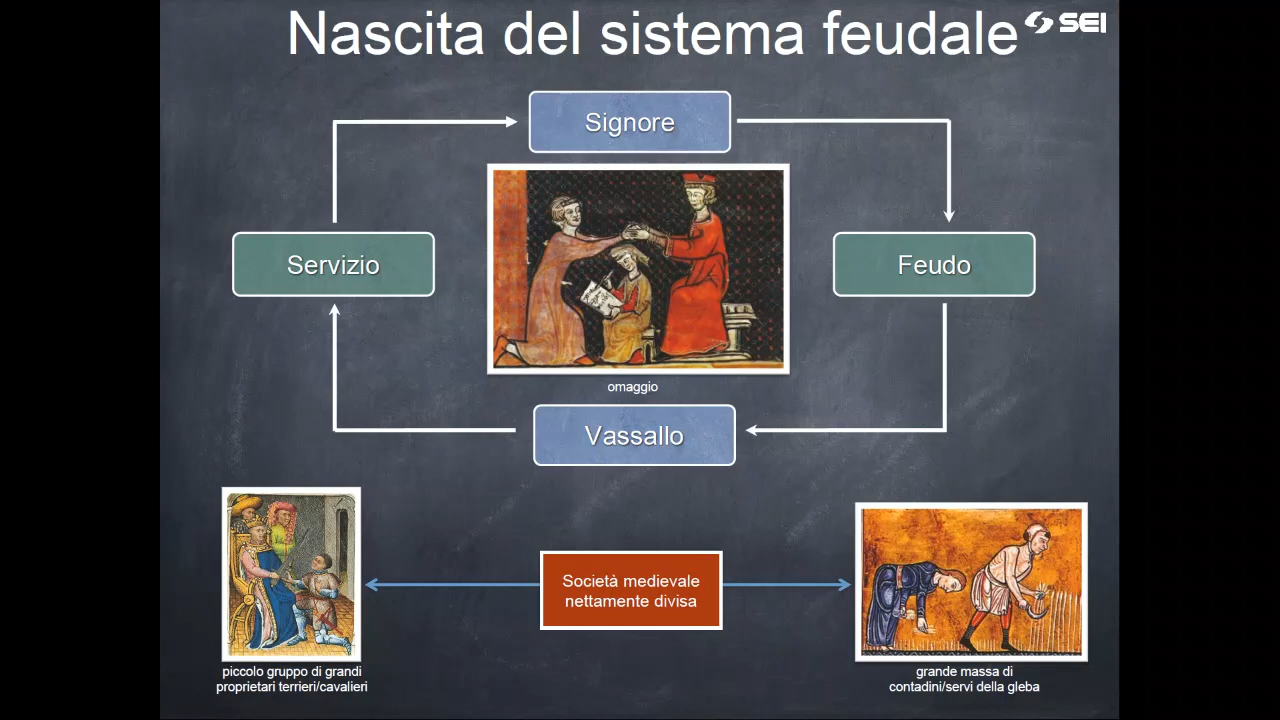 Nascita del sistema feudale
SEI
Signore
Servizio
Feudo
omaggio
Vassallo
Società medievale
nettamente divisa
piccolo gruppo di grandi
proprietari terrieri/cavalieri
grande massa di
contadini/servi della gleba